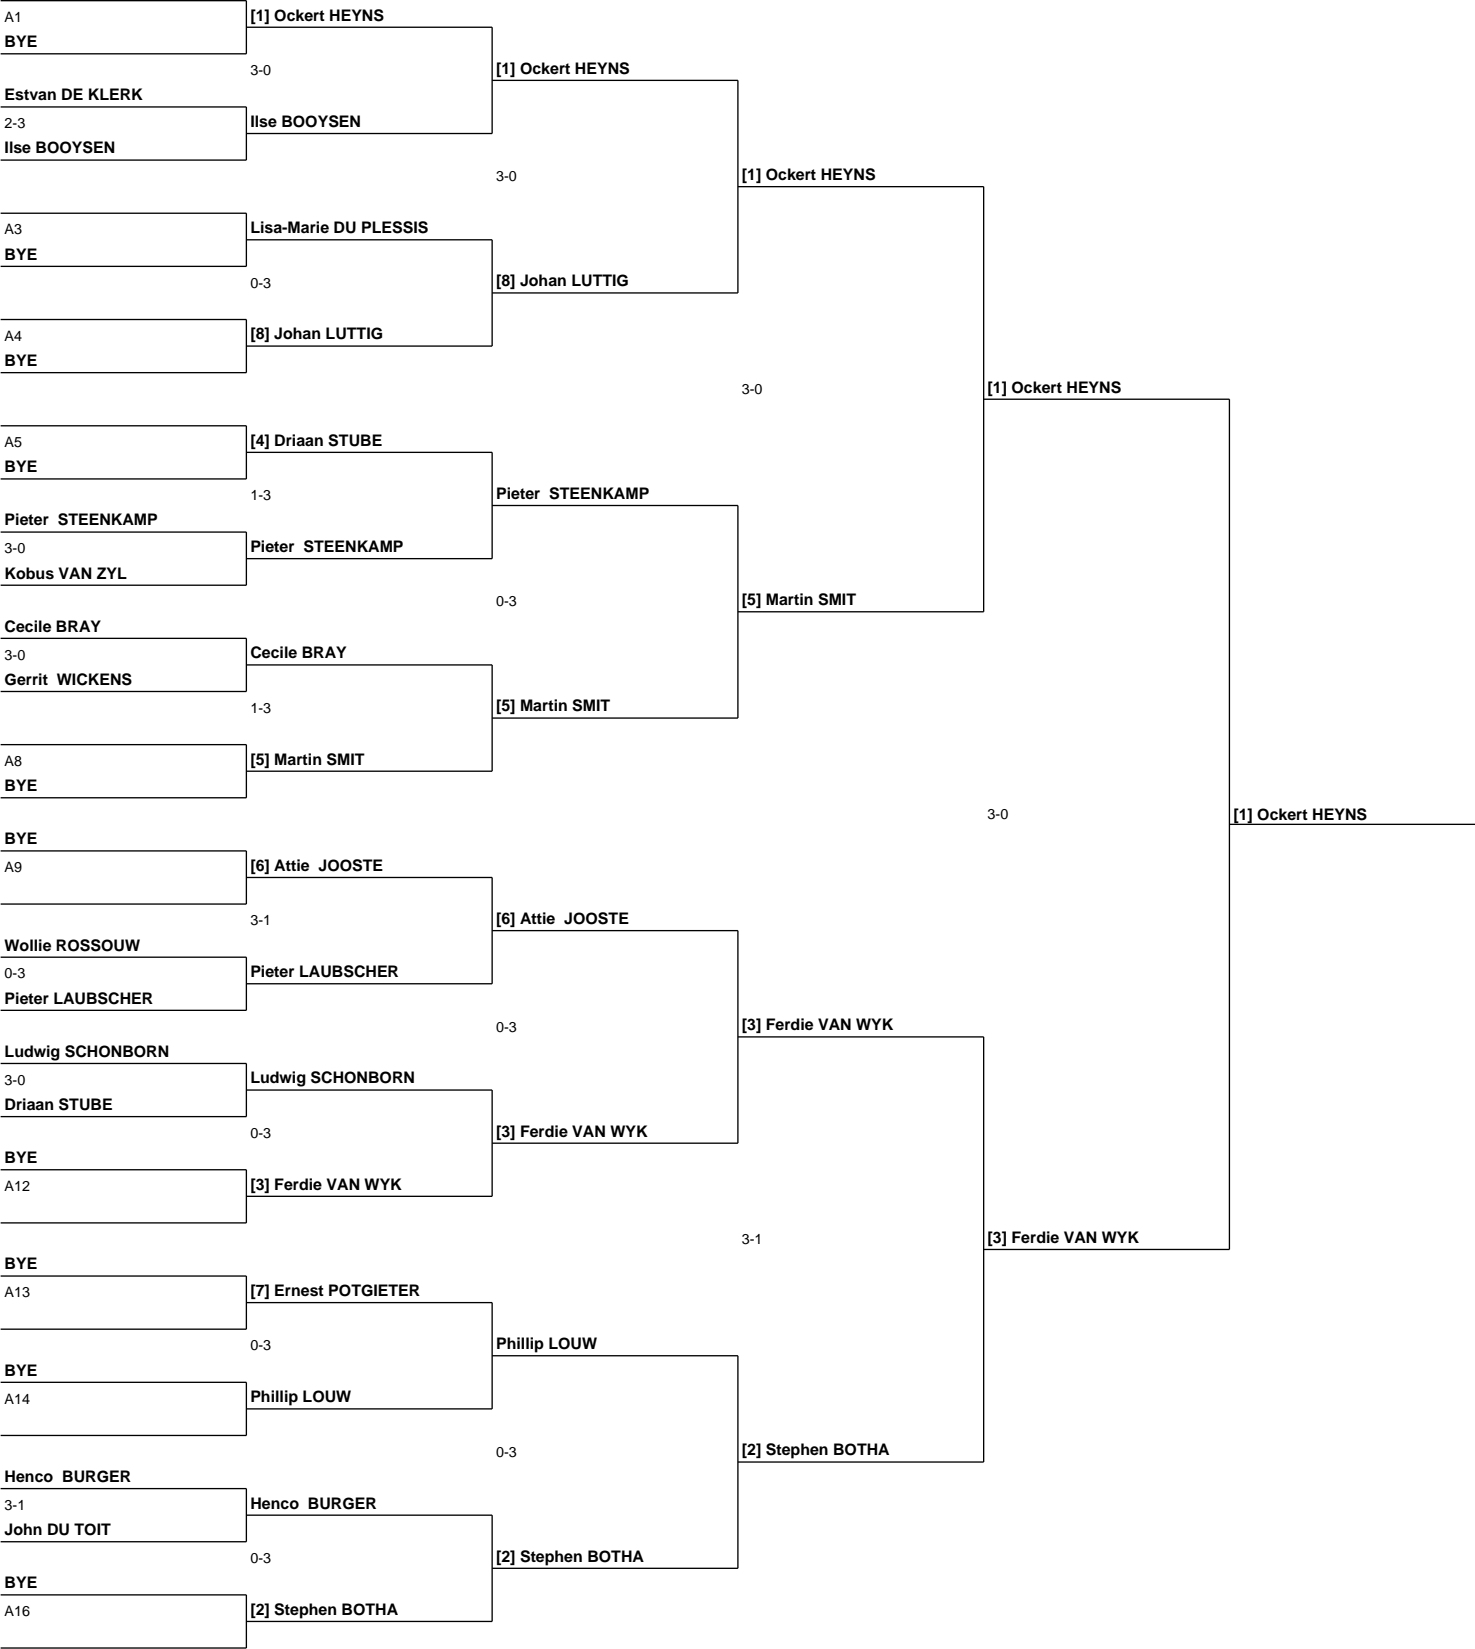 A1
BYE
[1] Ockert HEYNS
3-0
Estvan DE KLERK
2-3
Ilse BOOYSEN
Ilse BOOYSEN
[1] Ockert HEYNS
3-0
A3
BYE
Lisa-Marie DU PLESSIS
0-3
A4
BYE
[8] Johan LUTTIG
[8] Johan LUTTIG
[1] Ockert HEYNS
3-0
A5
BYE
[4] Driaan STUBE
1-3
Pieter STEENKAMP
3-0
Kobus VAN ZYL
Pieter STEENKAMP
Pieter STEENKAMP
0-3
Cecile BRAY
3-0
Gerrit WICKENS
Cecile BRAY
1-3
A8
BYE
[5] Martin SMIT
[5] Martin SMIT
[5] Martin SMIT
[1] Ockert HEYNS
3-0
[1] Ockert HEYNS
BYE
A9
[6] Attie JOOSTE
3-1
Wollie ROSSOUW
0-3
Pieter LAUBSCHER
Pieter LAUBSCHER
[6] Attie JOOSTE
0-3
Ludwig SCHONBORN
3-0
Driaan STUBE
Ludwig SCHONBORN
0-3
BYE
A12
[3] Ferdie VAN WYK
[3] Ferdie VAN WYK
[3] Ferdie VAN WYK
3-1
BYE
A13
[7] Ernest POTGIETER
0-3
BYE
A14
Phillip LOUW
Phillip LOUW
0-3
Henco BURGER
3-1
John DU TOIT
Henco BURGER
0-3
BYE
A16
[2] Stephen BOTHA
[2] Stephen BOTHA
[2] Stephen BOTHA
[3] Ferdie VAN WYK